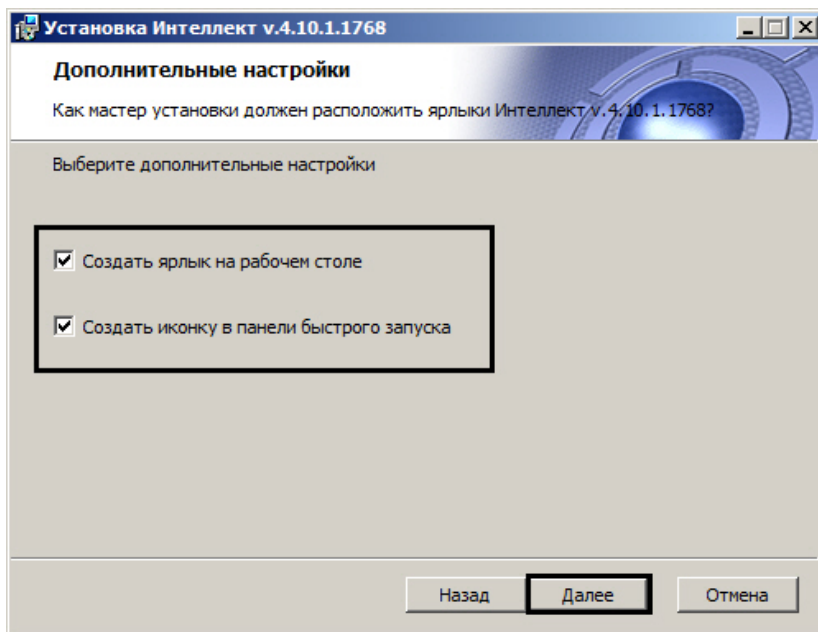 Установка Интеллект v.4.10.1.1768
Дополнительные настройки
Как мастер установки должен расположить ярлыки Интеллект v.4.10.1.1768?
Выберите дополнительные настройки
Создать ярлык на рабочем столе
Создать иконку в панели быстрого запуска
Назад Далее Отмена